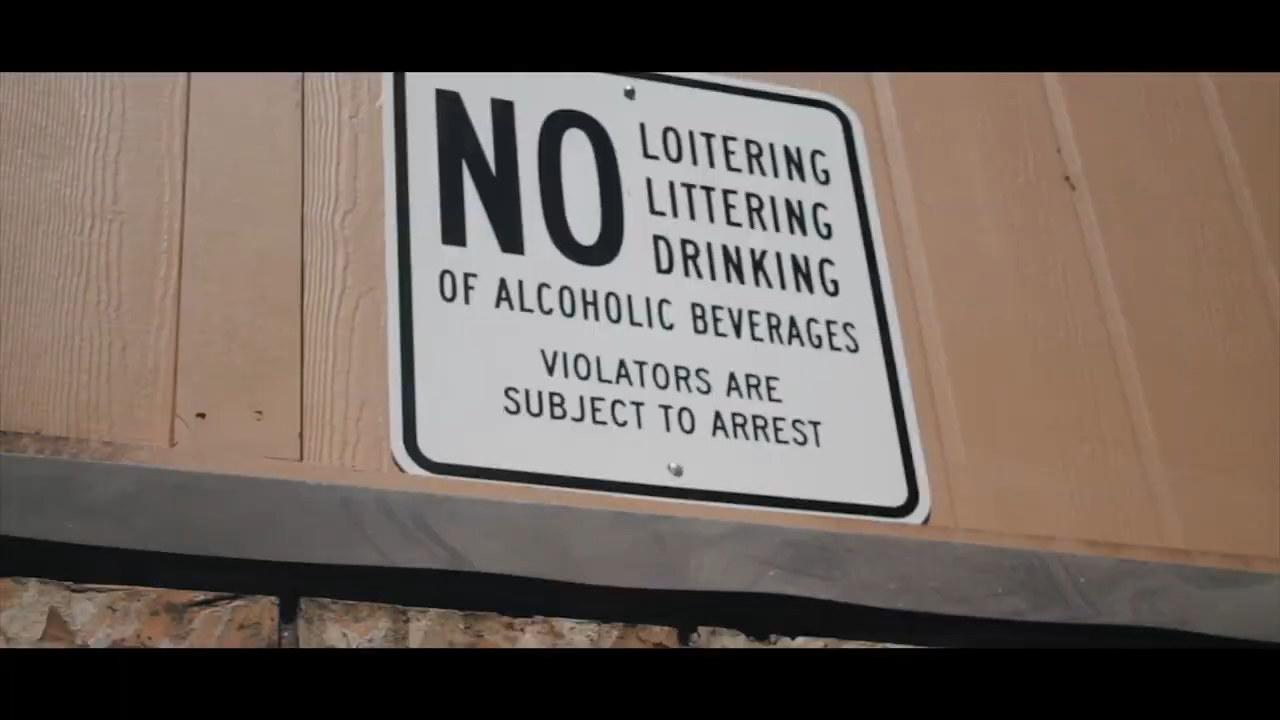 NO LOITERING
LITTERING
DRINKING
OF ALCOHOLIC BEVERAGES
VIOLATORS ARE
SUBJECT TO ARREST